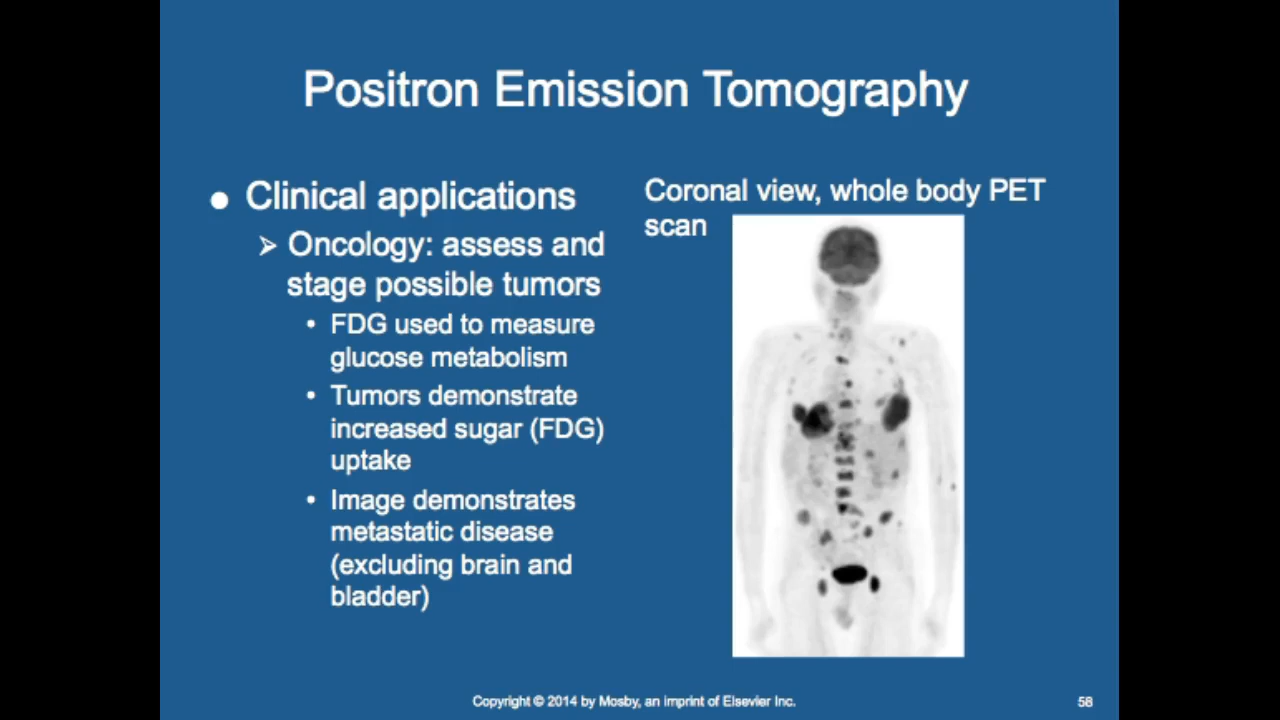 Positron Emission Tomography
● Clinical applications
➢ Oncology: assess and
stage possible tumors
• FDG used to measure
glucose metabolism
• Tumors demonstrate
increased sugar (FDG)
uptake
• Image demonstrates
metastatic disease
(excluding brain and
bladder)
Coronal view, whole body PET
scan
Copyright © 2014 by Mosby, an imprint of Elsevier Inc.
58